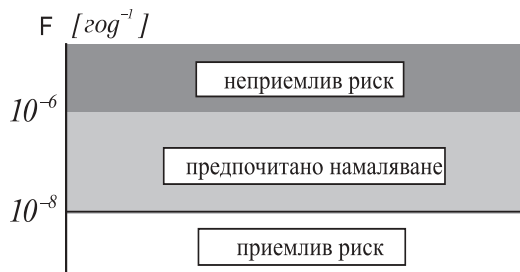 F [год⁻¹]
неприемлив риск
10⁻⁶
предпочитано намаляване
10⁻⁸
приемлив риск